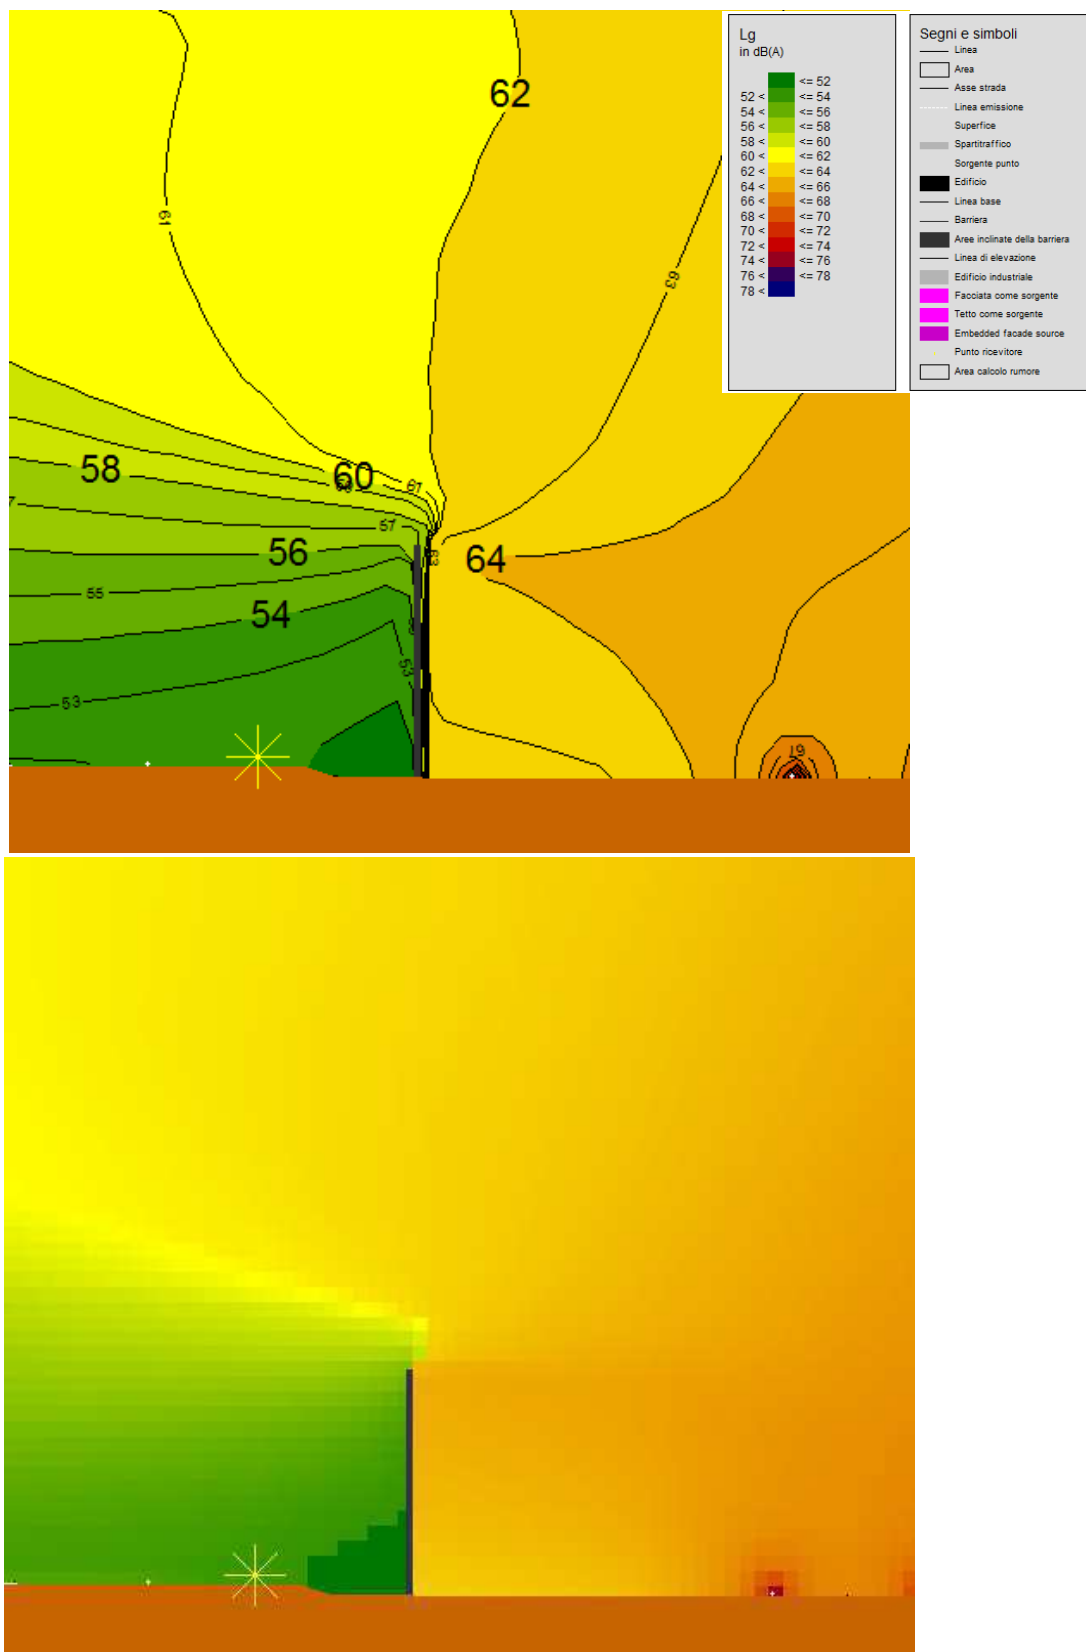 Lg
in dB(A)
<= 52
52 < <= 54
54 < <= 56
56 < <= 58
58 < <= 60
60 < <= 62
62 < <= 64
64 < <= 66
66 < <= 68
68 < <= 70
70 < <= 72
72 < <= 74
74 < <= 76
76 < <= 78
78 <
Segni e simboli
Linea
Area
Asse strada
Linea emissione
Superfice
Spartitraffico
Sorgente punto
Edificio
Linea base
Barriera
Aree inclinate della barriera
Linea di elevazione
Edificio industriale
Facciata come sorgente
Tetto come sorgente
Embedded facade source
Punto ricevitore
Area calcolo rumore
62
61
63
58
60
61
57
56
63
64
55
54
53
53
67